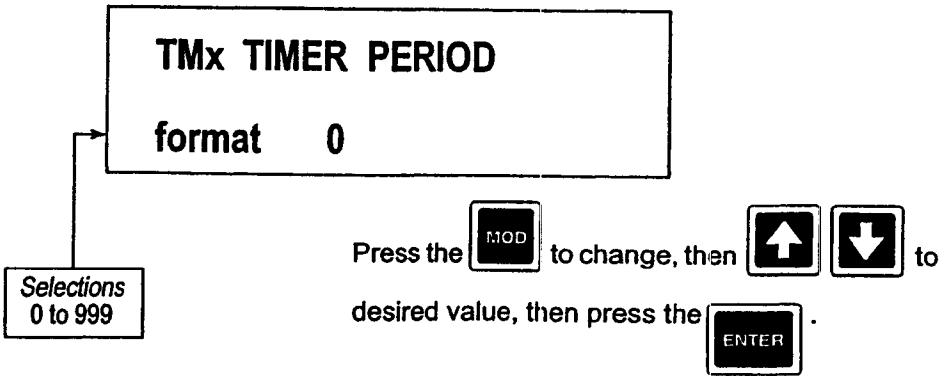 TMx TIMER PERIOD
format 0
Selections
0 to 999
Press the MOD to change, then to
desired value, then press the ENTER .